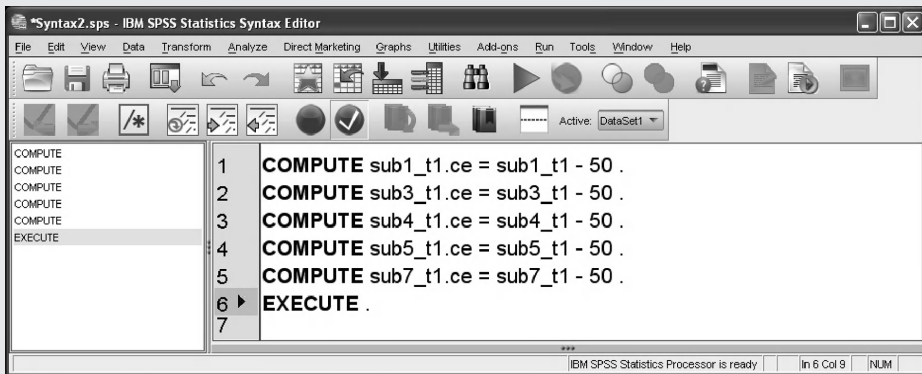 *Syntax2.sps - IBM SPSS Statistics Syntax Editor
File Edit View Data Transform Analyze Direct Marketing Graphs Utilities Add-ons Run Tools Window Help
Active: DataSet1
COMPUTE
COMPUTE
COMPUTE
COMPUTE
COMPUTE
EXECUTE
1 COMPUTE sub1_t1.ce = sub1_t1 - 50 .
2 COMPUTE sub3_t1.ce = sub3_t1 - 50 .
3 COMPUTE sub4_t1.ce = sub4_t1 - 50 .
4 COMPUTE sub5_t1.ce = sub5_t1 - 50 .
5 COMPUTE sub7_t1.ce = sub7_t1 - 50 .
6 EXECUTE .
7
IBM SPSS Statistics Processor is ready In 6 Col 9 NUM